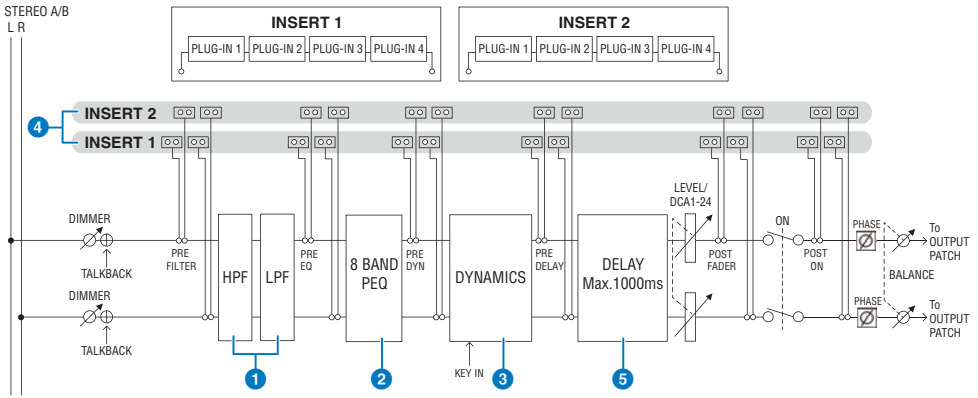 STEREO A/B
L R
INSERT 1
PLUG-IN 1 PLUG-IN 2 PLUG-IN 3 PLUG-IN 4
INSERT 2
PLUG-IN 1 PLUG-IN 2 PLUG-IN 3 PLUG-IN 4
4
INSERT 2
INSERT 1
DIMMER
TALKBACK
DIMMER
TALKBACK
PRE
FILTER
HPF
LPF
1
PRE
EQ
8 BAND
PEQ
2
PRE
DYN
DYNAMICS
KEY IN
3
PRE
DELAY
DELAY
Max.1000ms
5
LEVEL/
DCA1-24
POST
FADER
ON
POST
ON
PHASE
To
OUTPUT
PATCH
BALANCE
PHASE
To
OUTPUT
PATCH